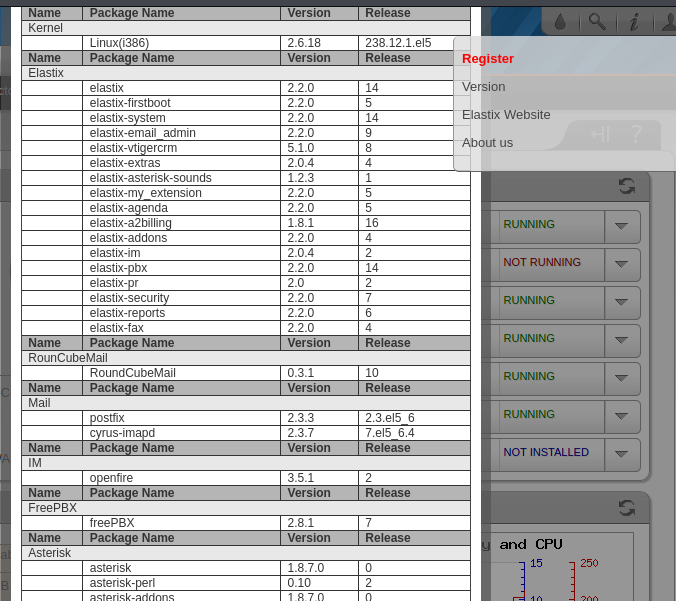 Name Package Name Version Release
Kernel
Linux(i386) 2.6.18 238.12.1.el5
Name Package Name Version Release
Elastix
elastix 2.2.0 14
elastix-firstboot 2.2.0 5
elastix-system 2.2.0 14
elastix-email_admin 2.2.0 9
elastix-vtigercrm 5.1.0 8
elastix-extras 2.0.4 4
elastix-asterisk-sounds 1.2.3 1
elastix-my_extension 2.2.0 5
elastix-agenda 2.2.0 5
elastix-a2billing 1.8.1 16
elastix-addons 2.2.0 4
elastix-im 2.0.4 2
elastix-pbx 2.2.0 14
elastix-pr 2.0 2
elastix-security 2.2.0 7
elastix-reports 2.2.0 6
elastix-fax 2.2.0 4
Name Package Name Version Release
RounCubeMail
RoundCubeMail 0.3.1 10
Name Package Name Version Release
Mail
postfix 2.3.3 2.3.el5_6
cyrus-imapd 2.3.7 7.el5_6.4
Name Package Name Version Release
IM
openfire 3.5.1 2
Name Package Name Version Release
FreePBX
freePBX 2.8.1 7
Name Package Name Version Release
Asterisk
asterisk 1.8.7.0 0
asterisk-perl 0.10 2
asterisk-addons 1.8.7.0 0
Register
Version
Elastix Website
About us
RUNNING
NOT RUNNING
RUNNING
RUNNING
RUNNING
RUNNING
NOT INSTALLED
y and CPU
15 250
10 200